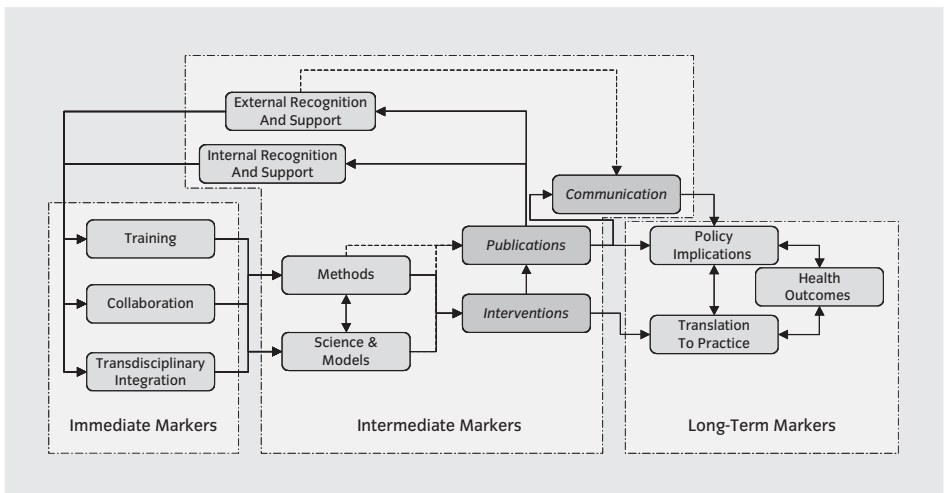 External Recognition
And Support
Internal Recognition
And Support
Communication
Training
Publications
Policy
Implications
Methods
Health
Outcomes
Collaboration
Interventions
Science &
Models
Translation
To Practice
Transdisciplinary
Integration
Immediate Markers
Intermediate Markers
Long-Term Markers